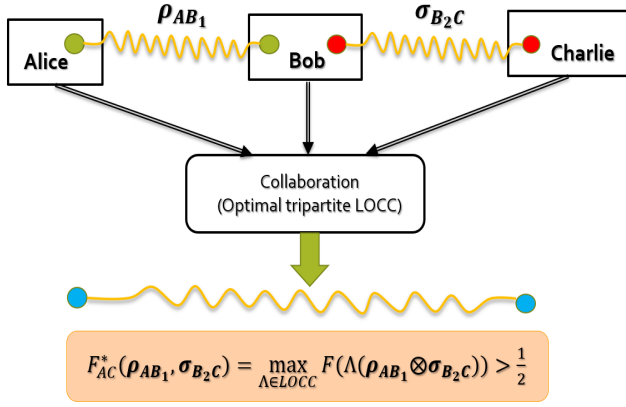 ρ_{AB_1} σ_{B_2C}
Alice Bob Charlie
Collaboration
(Optimal tripartite LOCC)
F^*_{AC}(ρ_{AB_1}, σ_{B_2C}) = max_{Λ∈LOCC} F(Λ(ρ_{AB_1}⊗σ_{B_2C})) > 1/2